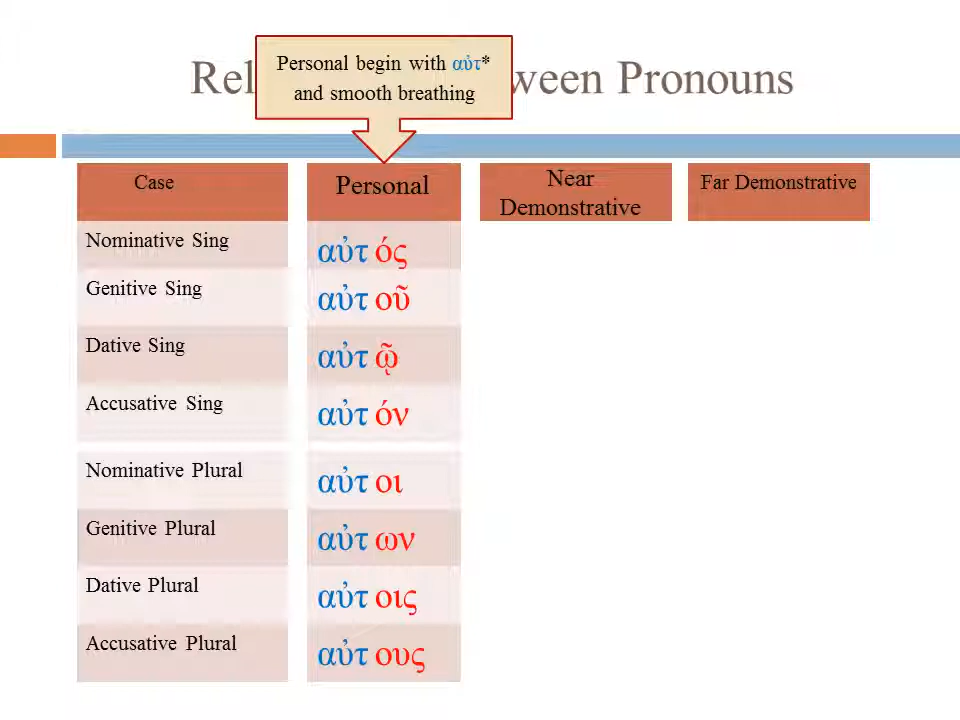 Personal begin with αὐτ*
and smooth breathing
Rel ween Pronouns
Case Personal Near Demonstrative Far Demonstrative
Nominative Sing αὐτ ός
Genitive Sing αὐτ οῦ
Dative Sing αὐτ ῷ
Accusative Sing αὐτ όν
Nominative Plural αὐτ οι
Genitive Plural αὐτ ων
Dative Plural αὐτ οις
Accusative Plural αὐτ ους